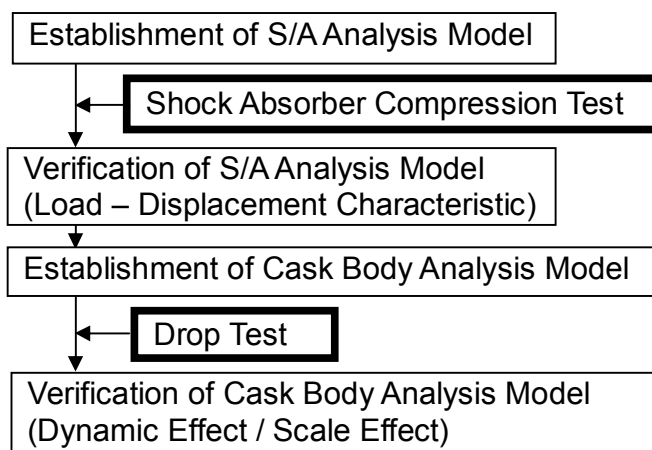 Establishment of S/A Analysis Model
Shock Absorber Compression Test
Verification of S/A Analysis Model
(Load – Displacement Characteristic)
Establishment of Cask Body Analysis Model
Drop Test
Verification of Cask Body Analysis Model
(Dynamic Effect / Scale Effect)